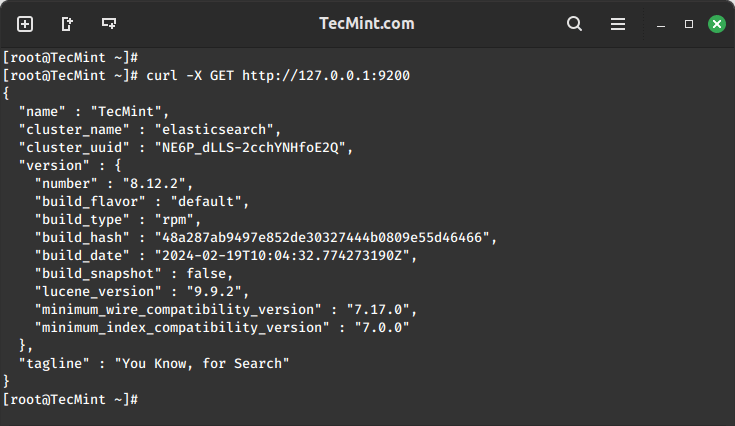 TecMint.com
[root@TecMint ~]#
[root@TecMint ~]# curl -X GET http://127.0.0.1:9200
{
  "name" : "TecMint",
  "cluster_name" : "elasticsearch",
  "cluster_uuid" : "NE6P_dLLS-2cchYNHfoE2Q",
  "version" : {
    "number" : "8.12.2",
    "build_flavor" : "default",
    "build_type" : "rpm",
    "build_hash" : "48a287ab9497e852de30327444b0809e55d46466",
    "build_date" : "2024-02-19T10:04:32.774273190Z",
    "build_snapshot" : false,
    "lucene_version" : "9.9.2",
    "minimum_wire_compatibility_version" : "7.17.0",
    "minimum_index_compatibility_version" : "7.0.0"
  },
  "tagline" : "You Know, for Search"
}
[root@TecMint ~]#